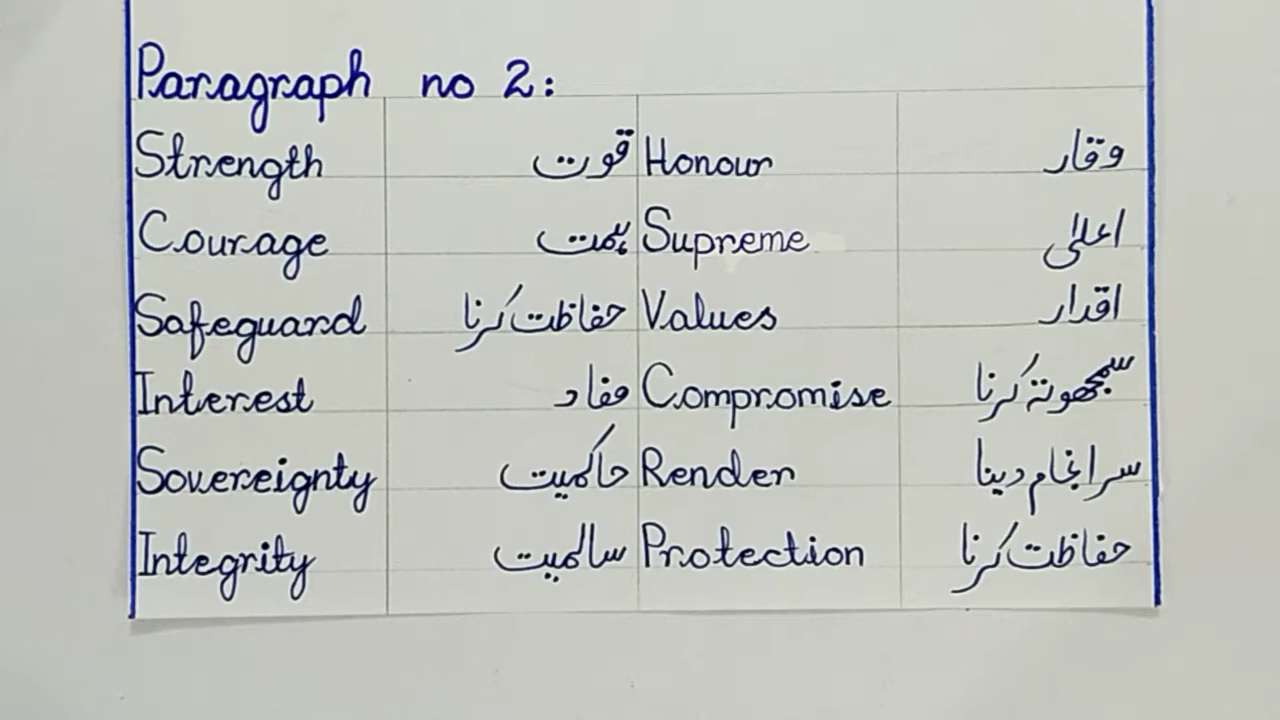 Paragraph no 2:
Strength قوت Honour وقار
Courage ہمت Supreme اعلیٰ
Safeguard حفاظت کرنا Values اقدار
Interest مفاد Compromise سمجھوتہ کرنا
Sovereignty حاکمیت Render سرانجام دینا
Integrity سالمیت Protection حفاظت کرنا